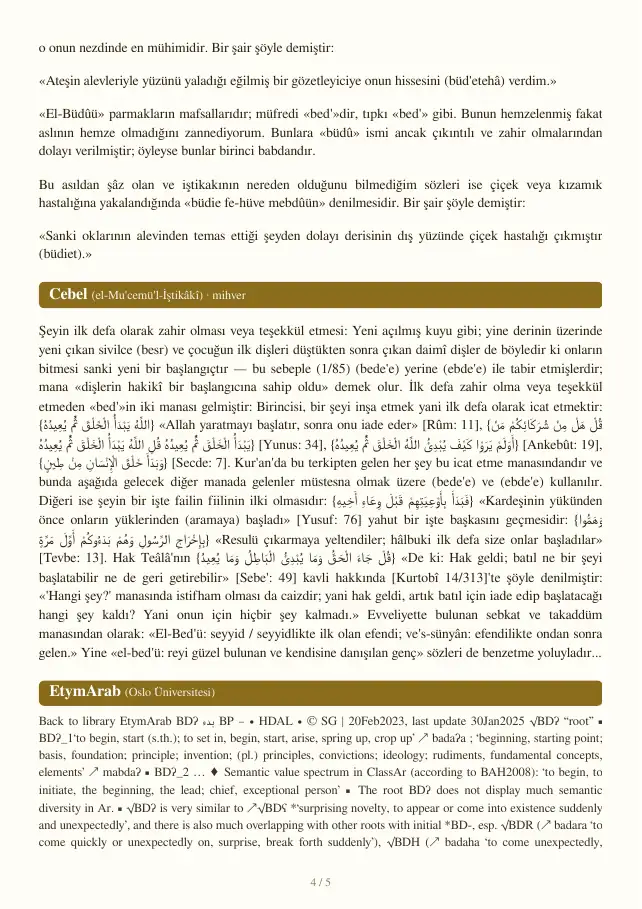 o onun nezdinde en mühimidir. Bir şair şöyle demiştir:
«Ateşin alevleriyle yüzünü yaladığı eğilmiş bir gözetleyiciye onun hissesini (büd'etehâ) verdim.»
«El-Büdûü» parmakların mafsallarıdır; müfredi «bed'»dir, tıpkı «bed'» gibi. Bunun hemzelenmiş fakat
aslının hemze olmadığını zannediyorum. Bunlara «büdû» ismi ancak çıkıntılı ve zahir olmalarından
dolayı verilmiştir; öyleyse bunlar birinci babdandır.
Bu asıldan şâz olan ve iştikakının nereden olduğunu bilmediğim sözleri ise çiçek veya kızamık
hastalığına yakalandığında «büdie fe-hüve mebdûün» denilmesidir. Bir şair şöyle demiştir:
«Sanki oklarının alevinden temas ettiği şeyden dolayı derisinin dış yüzünde çiçek hastalığı çıkmıştır
(büdiet).»
Cebel (el-Mu'cemü'l-İştikâkî) · mihver
Şeyin ilk defa olarak zahir olması veya teşekkül etmesi: Yeni açılmış kuyu gibi; yine derinin üzerinde
yeni çıkan sivilce (besr) ve çocuğun ilk dişleri düştükten sonra çıkan daimî dişler de böyledir ki onların
bitmesi sanki yeni bir başlangıçtır — bu sebeple (1/85) (bede'e) yerine (ebde'e) ile tabir etmişlerdir;
mana «dişlerin hakikî bir başlangıcına sahip oldu» demek olur. İlk defa zahir olma veya teşekkül
etmeden «bed'»in iki manası gelmiştir: Birincisi, bir şeyi inşa etmek yani ilk defa olarak icat etmektir:
{اللَّهُ يَبْدَأُ الْخَلْقَ ثُمَّ يُعِيدُهُ} «Allah yaratmayı başlatır, sonra onu iade eder» [Rûm: 11], {قُلْ هَلْ مِنْ شُرَكَائِكُمْ مَنْ
يَبْدَأُ الْخَلْقَ ثُمَّ يُعِيدُهُ قُلِ اللَّهُ يَبْدَأُ الْخَلْقَ ثُمَّ يُعِيدُهُ} [Yunus: 34], {أَوَلَمْ يَرَوْا كَيْفَ يُبْدِئُ اللَّهُ الْخَلْقَ ثُمَّ يُعِيدُهُ} [Ankebût: 19],
{وَبَدَأَ خَلْقَ الْإِنْسَانِ مِنْ طِينٍ} [Secde: 7]. Kur'an'da bu terkipten gelen her şey bu icat etme manasındandır ve
bunda aşağıda gelecek diğer manada gelenler müstesna olmak üzere (bede'e) ve (ebde'e) kullanılır.
Diğeri ise şeyin bir işte failin fiilinin ilki olmasıdır: {فَبَدَأَ بِأَوْعِيَتِهِمْ قَبْلَ وِعَاءِ أَخِيهِ} «Kardeşinin yükünden
önce onların yüklerinden (aramaya) başladı» [Yusuf: 76] yahut bir işte başkasını geçmesidir: {وَهَمُّوا
بِإِخْرَاجِ الرَّسُولِ وَهُمْ بَدَءُوكُمْ أَوَّلَ مَرَّةٍ} «Resulü çıkarmaya yeltendiler; hâlbuki ilk defa size onlar başladılar»
[Tevbe: 13]. Hak Teâlâ'nın {قُلْ جَاءَ الْحَقُّ وَمَا يُبْدِئُ الْبَاطِلُ وَمَا يُعِيدُ} «De ki: Hak geldi; batıl ne bir şeyi
başlatabilir ne de geri getirebilir» [Sebe': 49] kavli hakkında [Kurtobî 14/313]'te şöyle denilmiştir:
«'Hangi şey?' manasında istifham olması da caizdir; yani hak geldi, artık batıl için iade edip başlatacağı
hangi şey kaldı? Yani onun için hiçbir şey kalmadı.» Evveliyette bulunan sebkat ve takaddüm
manasından olarak: «El-Bed'ü: seyyid / seyyidlikte ilk olan efendi; ve's-sünyân: efendilikte ondan sonra
gelen.» Yine «el-bed'ü: reyi güzel bulunan ve kendisine danışılan genç» sözleri de benzetme yoluyladır...
EtymArab (Oslo Üniversitesi)
Back to library EtymArab BDʔ بدء BP – • HDAL • © SG | 20Feb2023, last update 30Jan2025 √BDʔ “root” ▪
BDʔ_1‘to begin, start (s.th.); to set in, begin, start, arise, spring up, crop up’ ↗ badaʔa ; ‘beginning, starting point;
basis, foundation; principle; invention; (pl.) principles, convictions; ideology; rudiments, fundamental concepts,
elements’ ↗ mabdaʔ ▪ BDʔ_2 … ♦ Semantic value spectrum in ClassAr (according to BAH2008): ‘to begin, to
initiate, the beginning, the lead; chief, exceptional person’ ▪ The root BDʔ does not display much semantic
diversity in Ar. ▪ √BDʔ is very similar to ↗√BDʕ *‘surprising novelty, to appear or come into existence suddenly
and unexpectedly’, and there is also much overlapping with other roots with initial *BD-, esp. √BDR (↗ badara ‘to
come quickly or unexpectedly on, surprise, break forth suddenly’), √BDH (↗ badaha ‘to come unexpectedly,
4 / 5